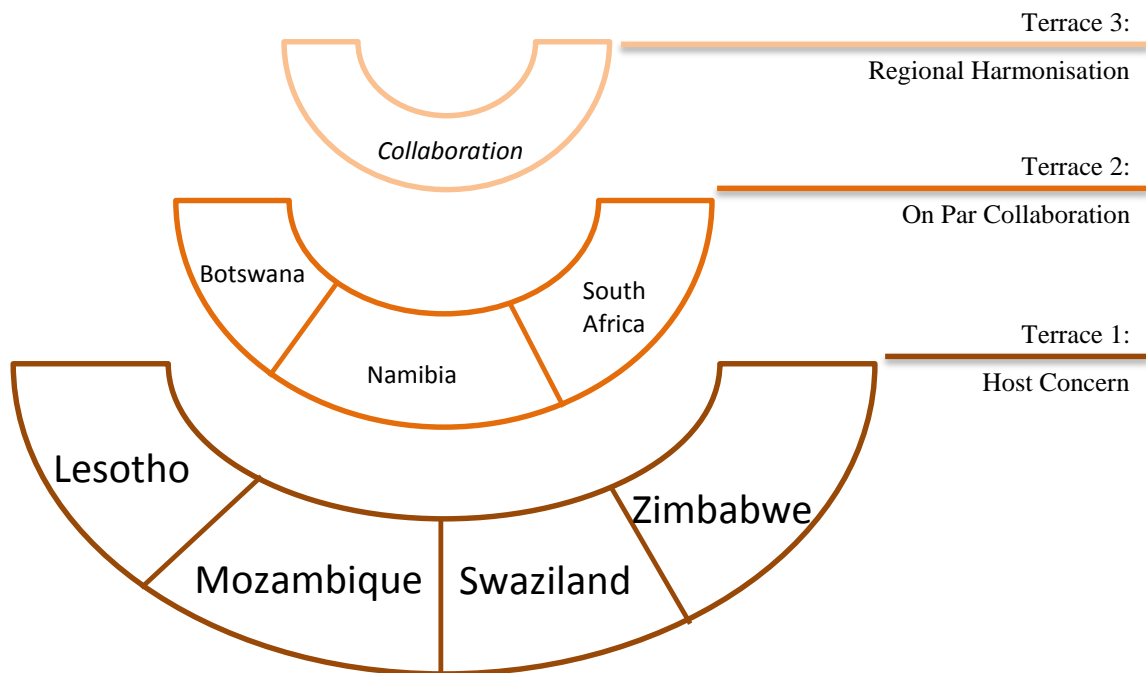 Terrace 3:
Regional Harmonisation
Collaboration
Terrace 2:
On Par Collaboration
Botswana
South
Africa
Namibia
Terrace 1:
Host Concern
Lesotho
Zimbabwe
Mozambique
Swaziland